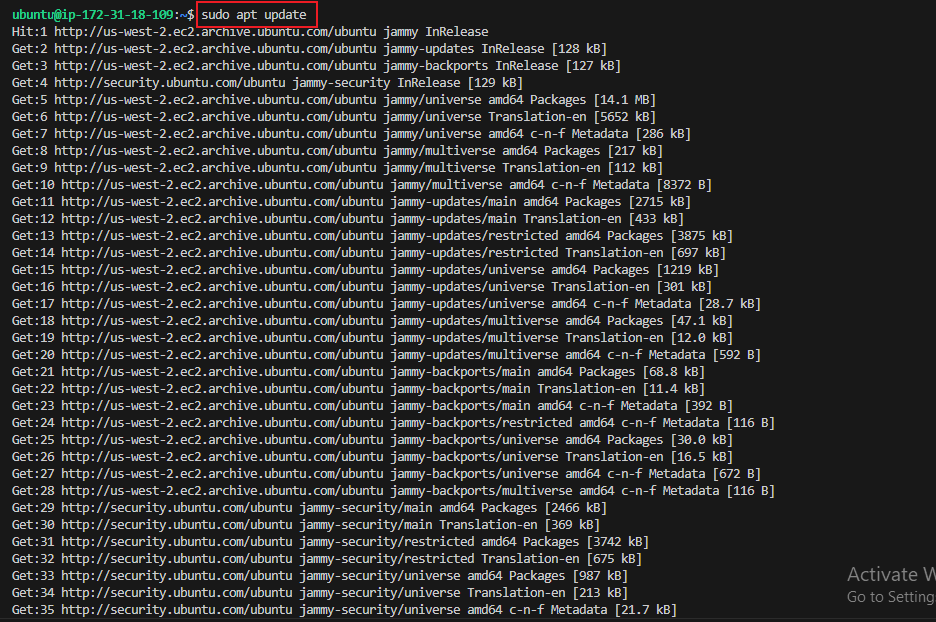 ubuntu@ip-172-31-18-109:~$ sudo apt update
Hit:1 http://us-west-2.ec2.archive.ubuntu.com/ubuntu jammy InRelease
Get:2 http://us-west-2.ec2.archive.ubuntu.com/ubuntu jammy-updates InRelease [128 kB]
Get:3 http://us-west-2.ec2.archive.ubuntu.com/ubuntu jammy-backports InRelease [127 kB]
Get:4 http://security.ubuntu.com/ubuntu jammy-security InRelease [129 kB]
Get:5 http://us-west-2.ec2.archive.ubuntu.com/ubuntu jammy/universe amd64 Packages [14.1 MB]
Get:6 http://us-west-2.ec2.archive.ubuntu.com/ubuntu jammy/universe Translation-en [5652 kB]
Get:7 http://us-west-2.ec2.archive.ubuntu.com/ubuntu jammy/universe amd64 c-n-f Metadata [286 kB]
Get:8 http://us-west-2.ec2.archive.ubuntu.com/ubuntu jammy/multiverse amd64 Packages [217 kB]
Get:9 http://us-west-2.ec2.archive.ubuntu.com/ubuntu jammy/multiverse Translation-en [112 kB]
Get:10 http://us-west-2.ec2.archive.ubuntu.com/ubuntu jammy/multiverse amd64 c-n-f Metadata [8372 B]
Get:11 http://us-west-2.ec2.archive.ubuntu.com/ubuntu jammy-updates/main amd64 Packages [2715 kB]
Get:12 http://us-west-2.ec2.archive.ubuntu.com/ubuntu jammy-updates/main Translation-en [433 kB]
Get:13 http://us-west-2.ec2.archive.ubuntu.com/ubuntu jammy-updates/restricted amd64 Packages [3875 kB]
Get:14 http://us-west-2.ec2.archive.ubuntu.com/ubuntu jammy-updates/restricted Translation-en [697 kB]
Get:15 http://us-west-2.ec2.archive.ubuntu.com/ubuntu jammy-updates/universe amd64 Packages [1219 kB]
Get:16 http://us-west-2.ec2.archive.ubuntu.com/ubuntu jammy-updates/universe Translation-en [301 kB]
Get:17 http://us-west-2.ec2.archive.ubuntu.com/ubuntu jammy-updates/universe amd64 c-n-f Metadata [28.7 kB]
Get:18 http://us-west-2.ec2.archive.ubuntu.com/ubuntu jammy-updates/multiverse amd64 Packages [47.1 kB]
Get:19 http://us-west-2.ec2.archive.ubuntu.com/ubuntu jammy-updates/multiverse Translation-en [12.0 kB]
Get:20 http://us-west-2.ec2.archive.ubuntu.com/ubuntu jammy-updates/multiverse amd64 c-n-f Metadata [592 B]
Get:21 http://us-west-2.ec2.archive.ubuntu.com/ubuntu jammy-backports/main amd64 Packages [68.8 kB]
Get:22 http://us-west-2.ec2.archive.ubuntu.com/ubuntu jammy-backports/main Translation-en [11.4 kB]
Get:23 http://us-west-2.ec2.archive.ubuntu.com/ubuntu jammy-backports/main amd64 c-n-f Metadata [392 B]
Get:24 http://us-west-2.ec2.archive.ubuntu.com/ubuntu jammy-backports/restricted amd64 c-n-f Metadata [116 B]
Get:25 http://us-west-2.ec2.archive.ubuntu.com/ubuntu jammy-backports/universe amd64 Packages [30.0 kB]
Get:26 http://us-west-2.ec2.archive.ubuntu.com/ubuntu jammy-backports/universe Translation-en [16.5 kB]
Get:27 http://us-west-2.ec2.archive.ubuntu.com/ubuntu jammy-backports/universe amd64 c-n-f Metadata [672 B]
Get:28 http://us-west-2.ec2.archive.ubuntu.com/ubuntu jammy-backports/multiverse amd64 c-n-f Metadata [116 B]
Get:29 http://security.ubuntu.com/ubuntu jammy-security/main amd64 Packages [2466 kB]
Get:30 http://security.ubuntu.com/ubuntu jammy-security/main Translation-en [369 kB]
Get:31 http://security.ubuntu.com/ubuntu jammy-security/restricted amd64 Packages [3742 kB]
Get:32 http://security.ubuntu.com/ubuntu jammy-security/restricted Translation-en [675 kB]
Get:33 http://security.ubuntu.com/ubuntu jammy-security/universe amd64 Packages [987 kB]
Get:34 http://security.ubuntu.com/ubuntu jammy-security/universe Translation-en [213 kB]
Get:35 http://security.ubuntu.com/ubuntu jammy-security/universe amd64 c-n-f Metadata [21.7 kB]
Activate W
Go to Setting